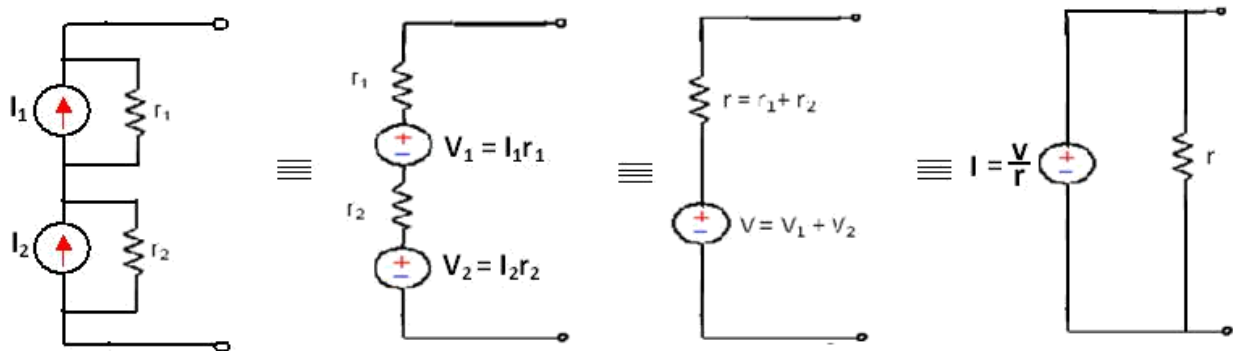 I₁
r₁
I₂
r₂
r₁
+
−
V₁ = I₁r₁
r₂
+
−
V₂ = I₂r₂
r = r₁ + r₂
+
−
V = V₁ + V₂
I = V/r
+
−
r